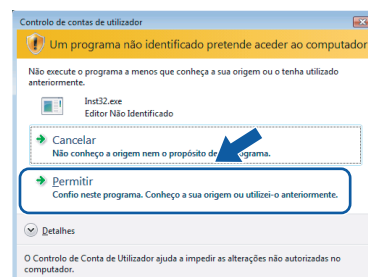 Controlo de contas de utilizador
Um programa não identificado pretende aceder ao computador
Não execute o programa a menos que conheça a sua origem ou o tenha utilizado
anteriormente.
Inst32.exe
Editor Não Identificado
Cancelar
Não conheço a origem nem o propósito de programa.
Permitir
Confio neste programa. Conheço a sua origem ou utilizei-o anteriormente.
Detalhes
O Controlo de Conta de Utilizador ajuda a impedir as alterações não autorizadas no
computador.